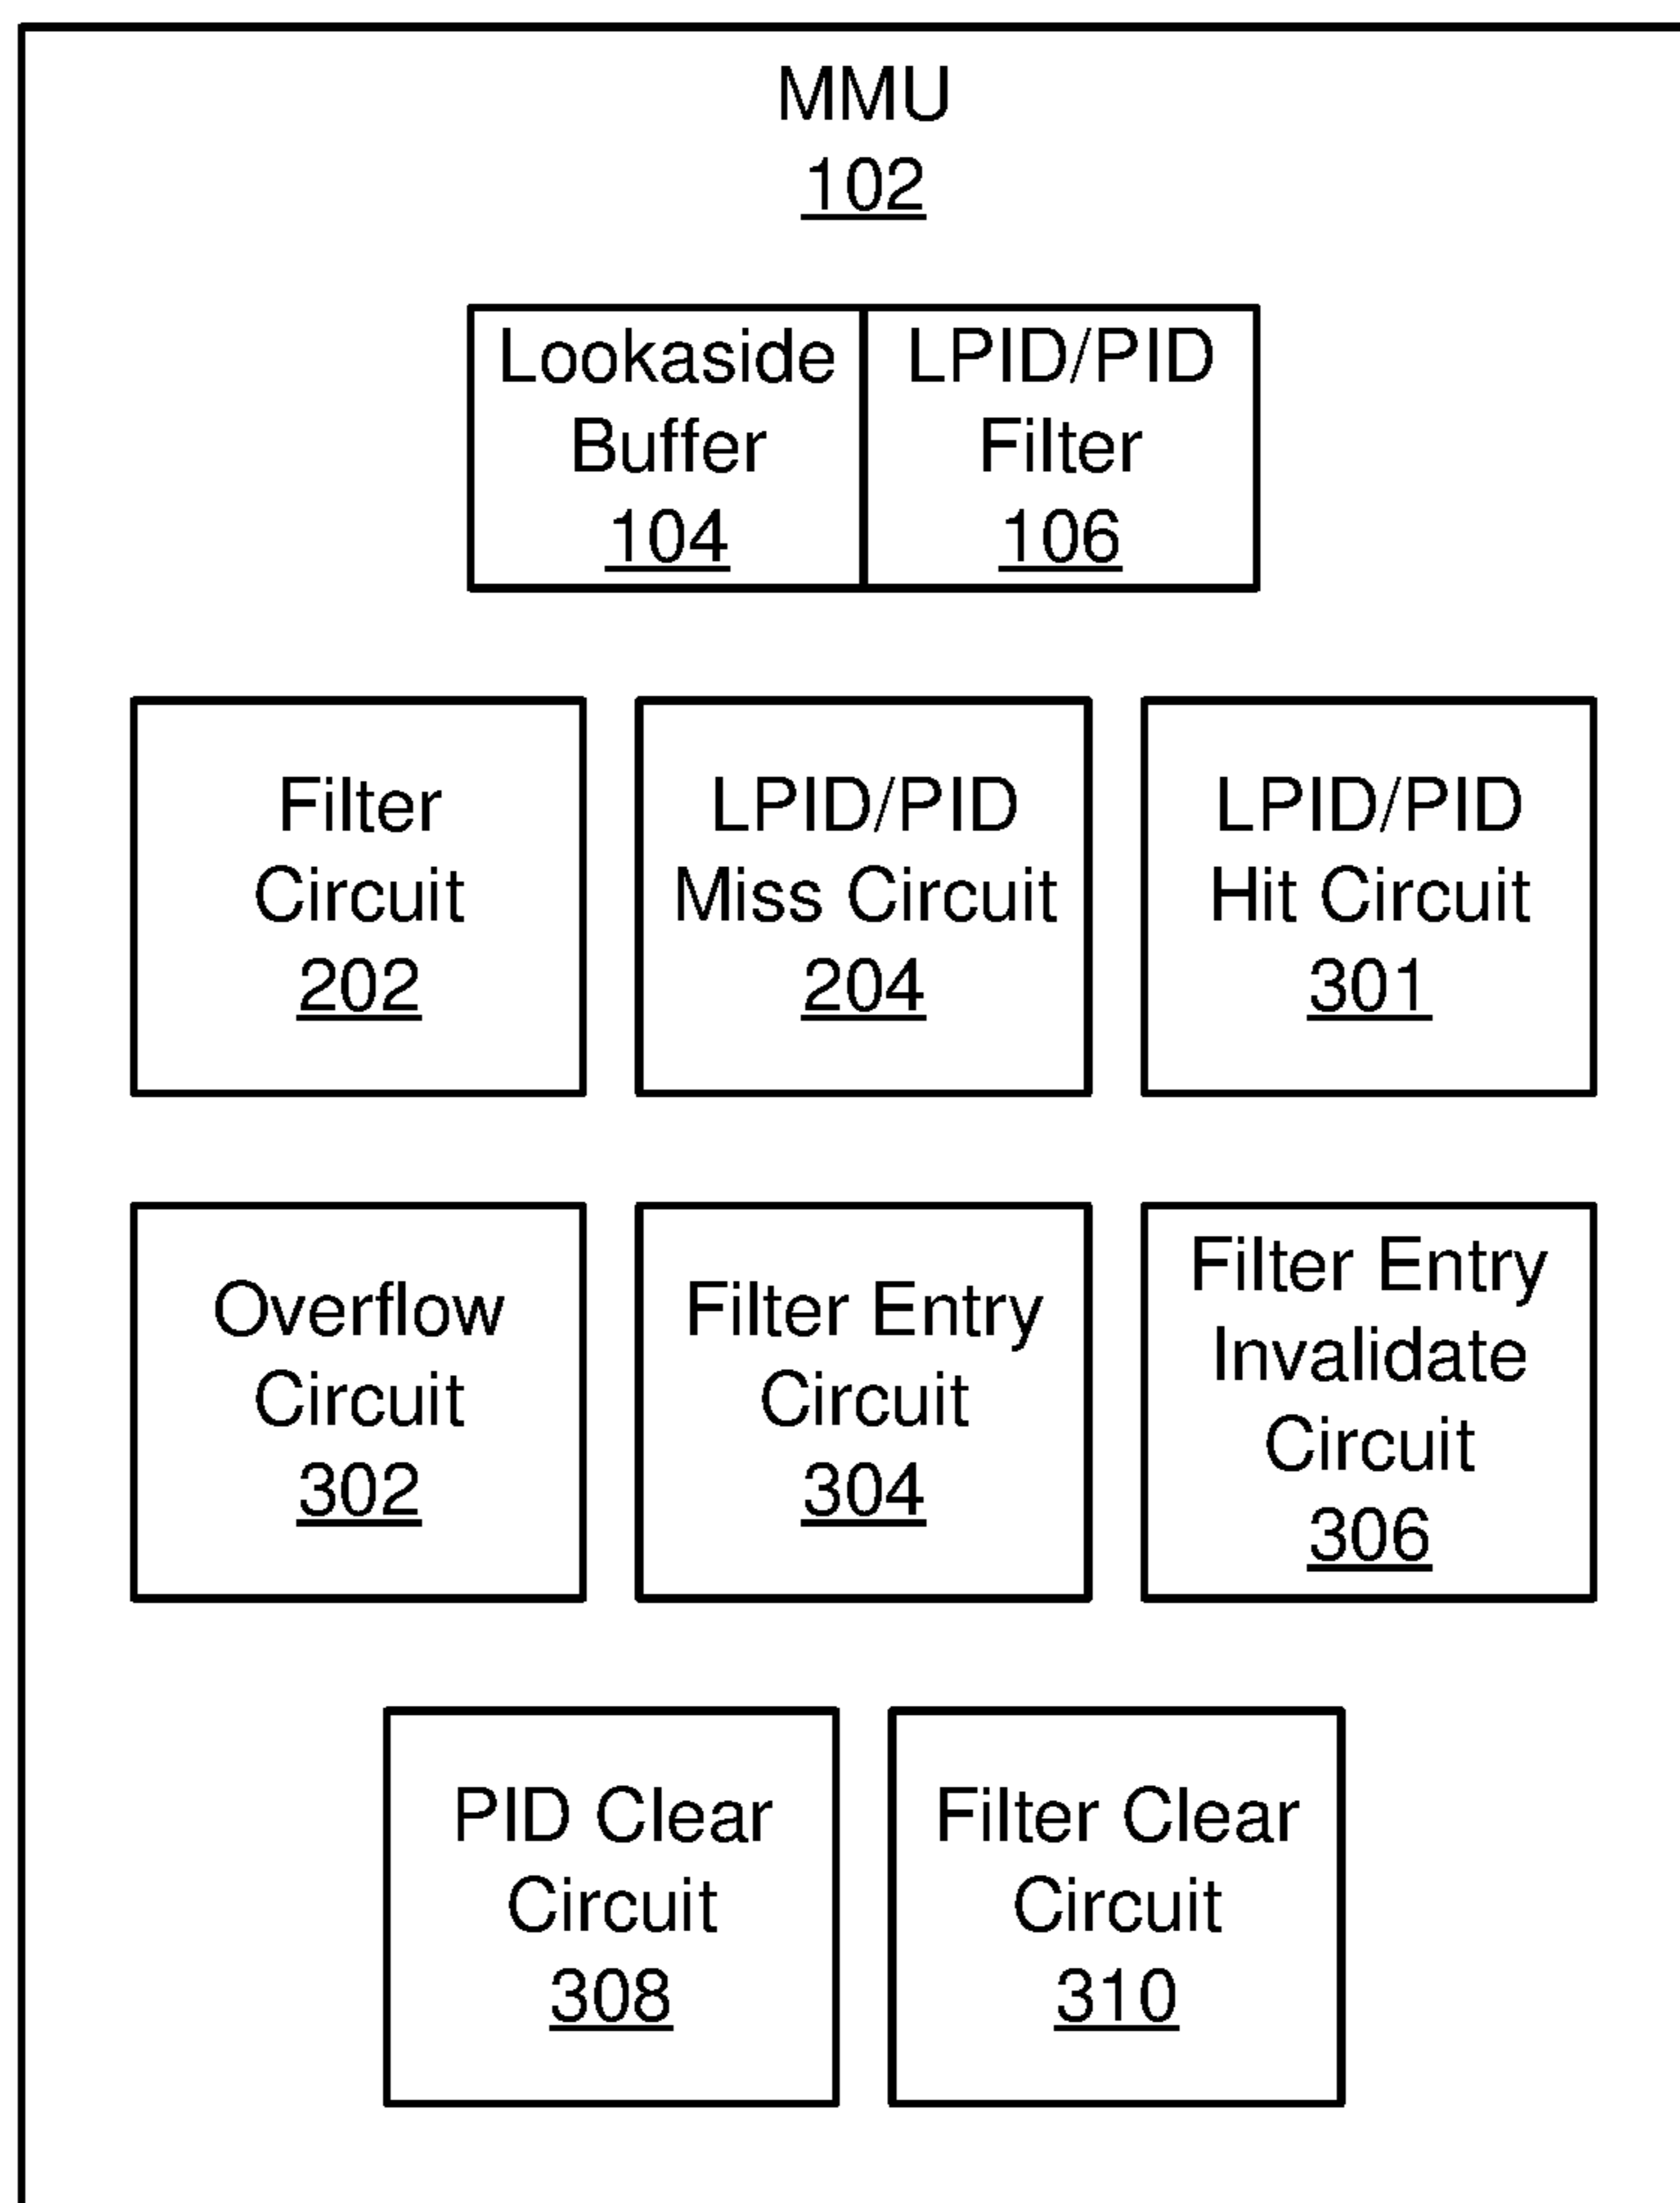 MMU
102
Lookaside
Buffer
104
LPID/PID
Filter
106
Filter
Circuit
202
LPID/PID
Miss Circuit
204
LPID/PID
Hit Circuit
301
Overflow
Circuit
302
Filter Entry
Circuit
304
Filter Entry
Invalidate
Circuit
306
PID Clear
Circuit
308
Filter Clear
Circuit
310